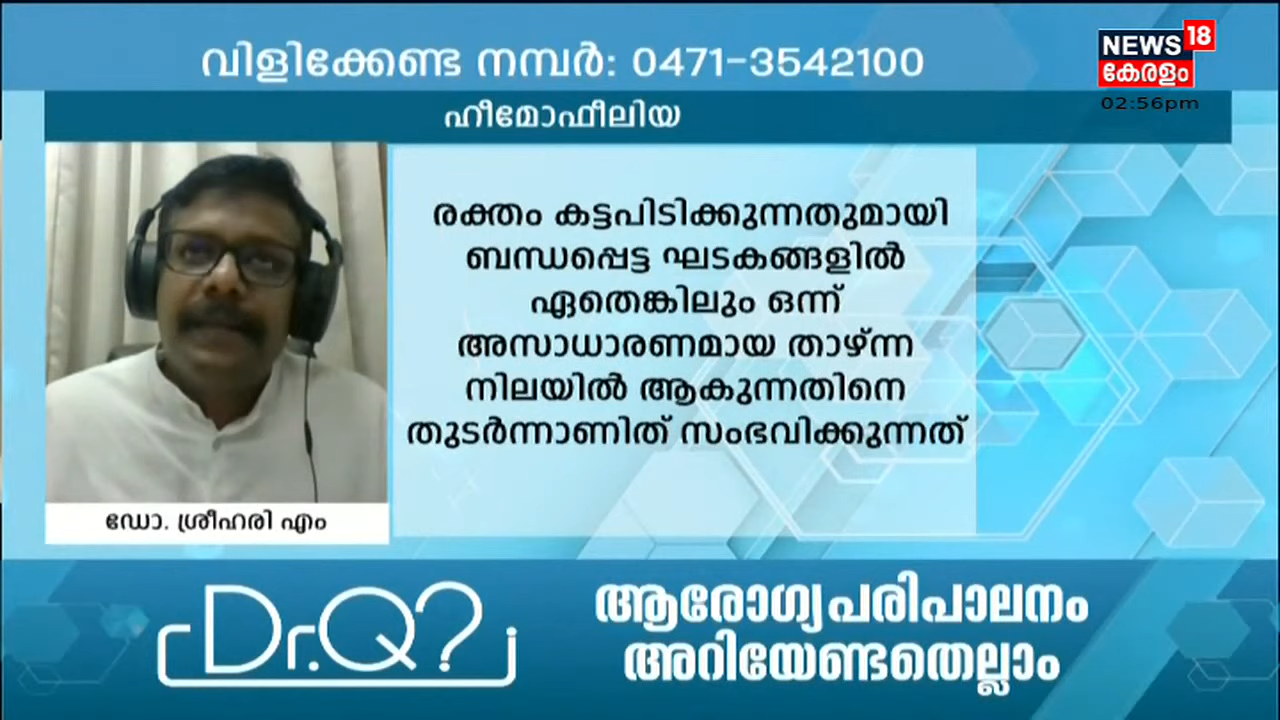 വിളിക്കേണ്ട നമ്പർ: 0471-3542100
NEWS 18
കേരളം
02:56pm
ഹീമോഫീലിയ
രക്തം കട്ടപിടിക്കുന്നതുമായി
ബന്ധപ്പെട്ട ഘടകങ്ങളിൽ
ഏതെങ്കിലും ഒന്ന്
അസാധാരണമായ താഴ്ന്ന
നിലയിൽ ആകുന്നതിനെ
തുടർന്നാണിത് സംഭവിക്കുന്നത്
ഡോ. ശ്രീഹരി എം
Dr.Q?
ആരോഗ്യപരിപാലനം
അറിയേണ്ടതെല്ലാം